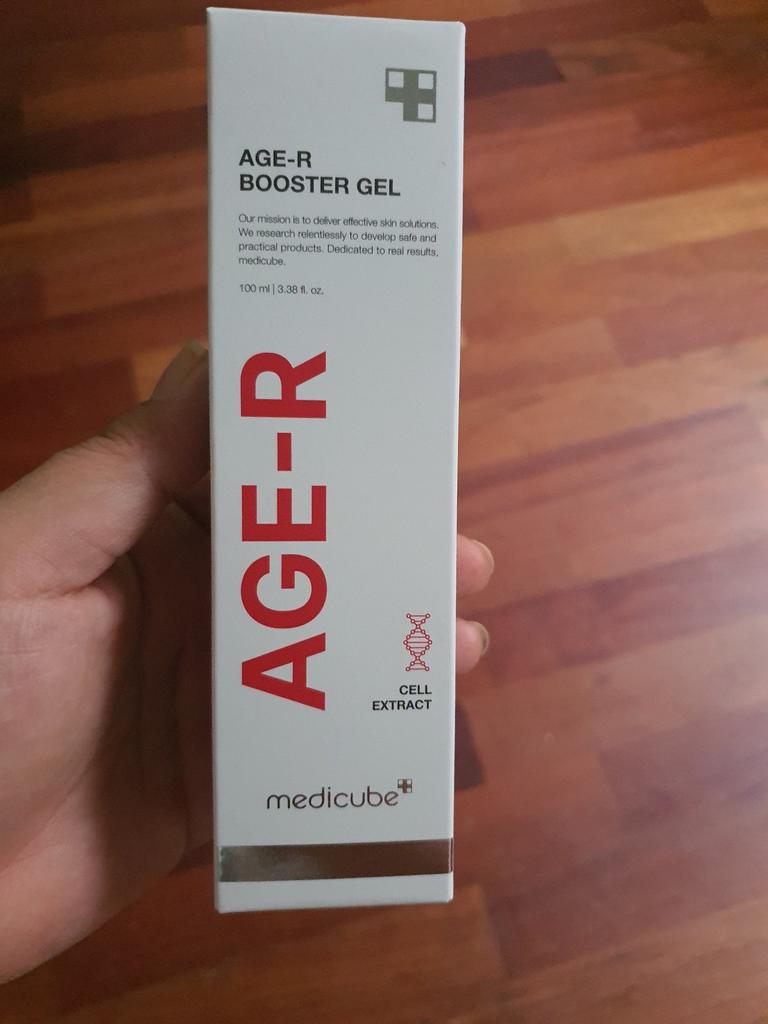 AGE-R
BOOSTER GEL
Our mission is to deliver effective skin solutions.
We research relentlessly to develop safe and
practical products. Dedicated to real results,
medicube.
100 ml | 3.38 fl. oz.
AGE-R
CELL
EXTRACT
medicube